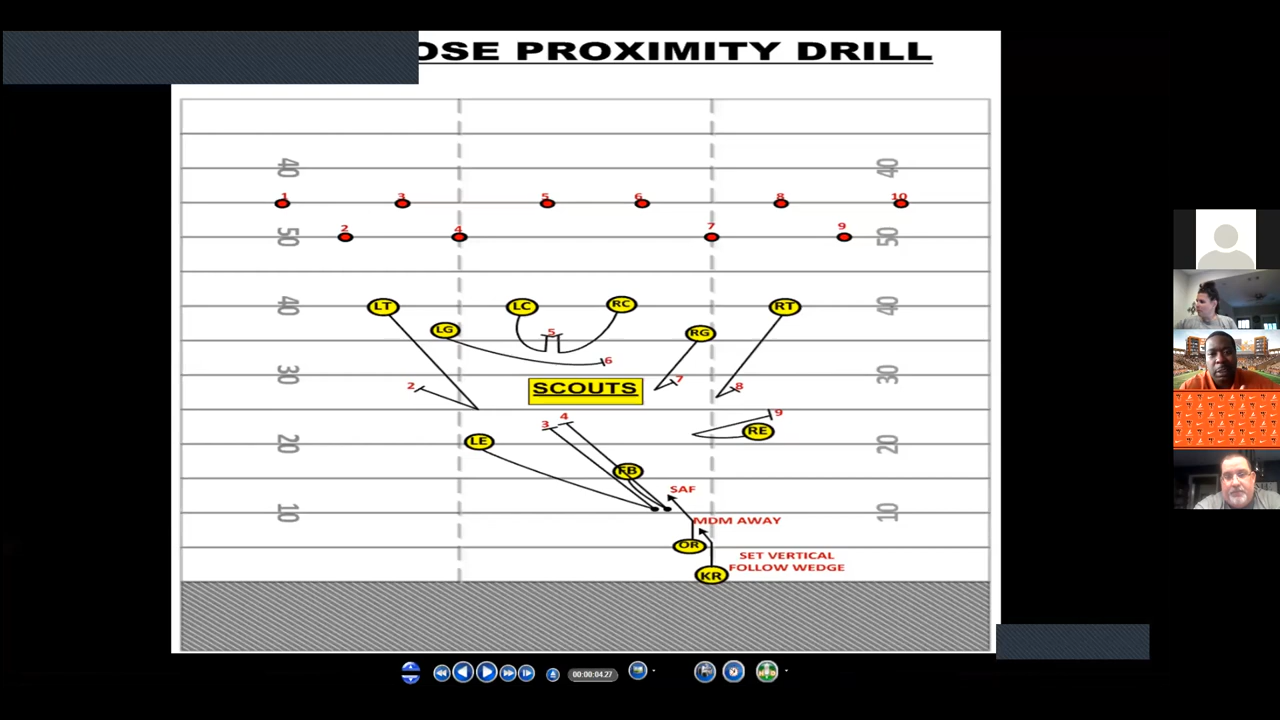 OSE PROXIMITY DRILL
40 40
1 3 5 6 8 10
2 4 7 9
50 50
LT LC RC RT
40 40
LG 5 RG
6
30 30
2 SCOUTS 7 8
3 4 9
LE RE
20 20
FB
SAF
10 10
MDM AWAY
OR
SET VERTICAL
FOLLOW WEDGE
KR
00:00:04.27